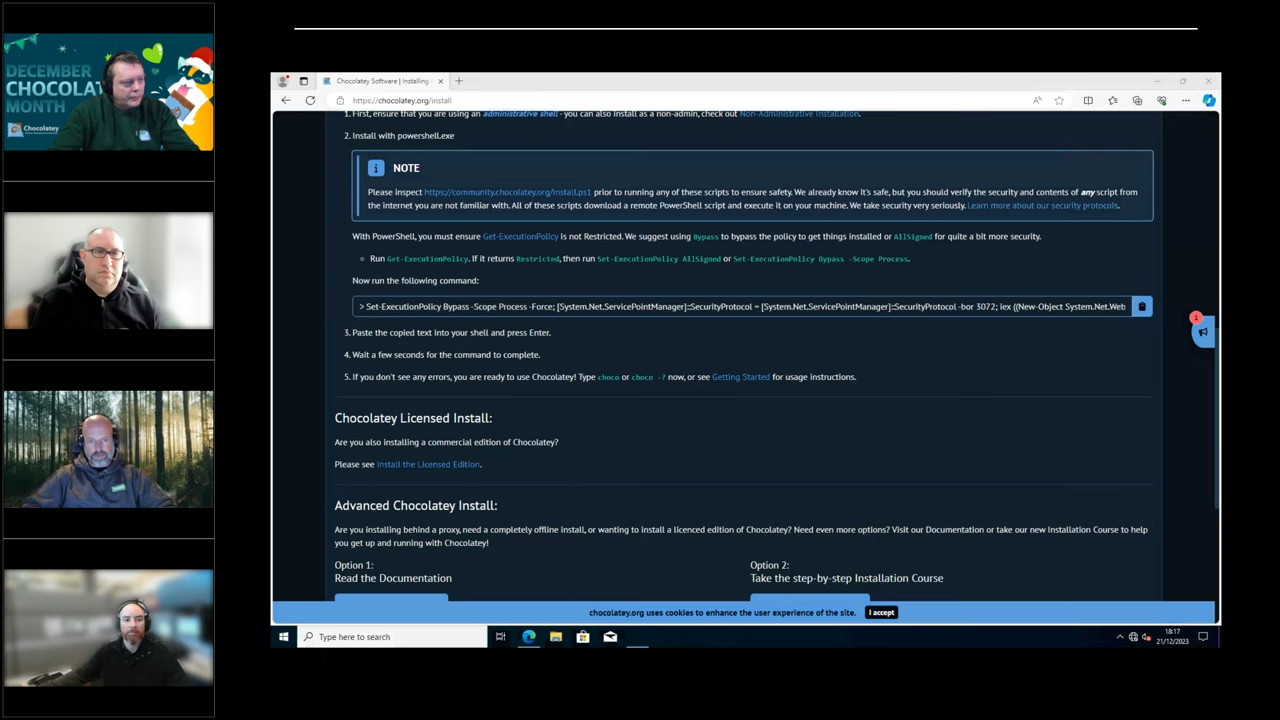 DECEMBER
CHOCOLAT
MONTH
Chocolatey
Chocolatey Software | Installing
https://chocolatey.org/install
1. First, ensure that you are using an administrative shell - you can also install as a non-admin, check out Non-Administrative Installation.
2. Install with powershell.exe
NOTE
Please inspect https://community.chocolatey.org/install.ps1 prior to running any of these scripts to ensure safety. We already know it's safe, but you should verify the security and contents of any script from
the internet you are not familiar with. All of these scripts download a remote PowerShell script and execute it on your machine. We take security very seriously. Learn more about our security protocols.
With PowerShell, you must ensure Get-ExecutionPolicy is not Restricted. We suggest using Bypass to bypass the policy to get things installed or AllSigned for quite a bit more security.
Run Get-ExecutionPolicy. If it returns Restricted, then run Set-ExecutionPolicy AllSigned or Set-ExecutionPolicy Bypass -Scope Process.
Now run the following command:
> Set-ExecutionPolicy Bypass -Scope Process -Force; [System.Net.ServicePointManager]::SecurityProtocol = [System.Net.ServicePointManager]::SecurityProtocol -bor 3072; iex ((New-Object System.Net.Web
1
3. Paste the copied text into your shell and press Enter.
4. Wait a few seconds for the command to complete.
5. If you don't see any errors, you are ready to use Chocolatey! Type choco or choco -? now, or see Getting Started for usage instructions.
Chocolatey Licensed Install:
Are you also installing a commercial edition of Chocolatey?
Please see Install the Licensed Edition.
Advanced Chocolatey Install:
Are you installing behind a proxy, need a completely offline install, or wanting to install a licenced edition of Chocolatey? Need even more options? Visit our Documentation or take our new Installation Course to help
you get up and running with Chocolatey!
Option 1:
Read the Documentation
Option 2:
Take the step-by-step Installation Course
chocolatey.org uses cookies to enhance the user experience of the site. I accept
Type here to search
18:17
21/12/2023